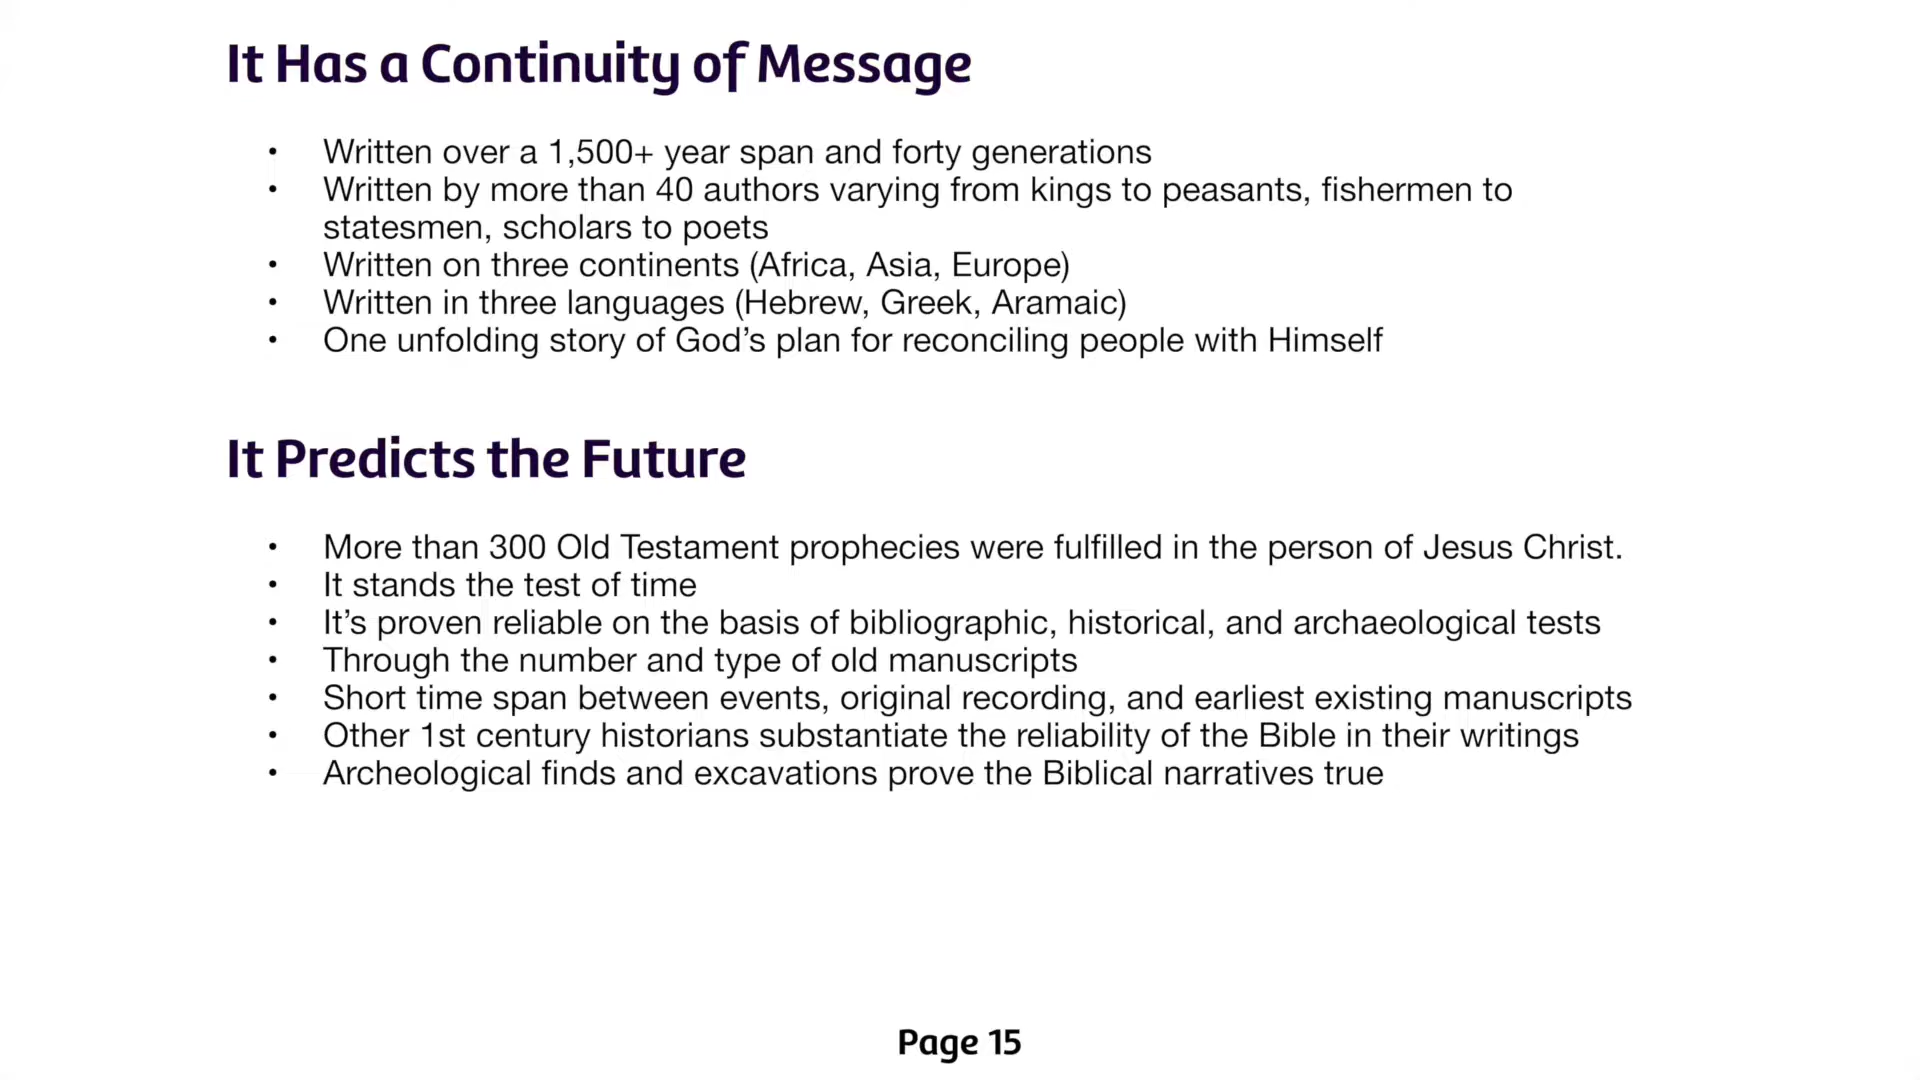 It Has a Continuity of Message
• Written over a 1,500+ year span and forty generations
• Written by more than 40 authors varying from kings to peasants, fishermen to
statesmen, scholars to poets
• Written on three continents (Africa, Asia, Europe)
• Written in three languages (Hebrew, Greek, Aramaic)
• One unfolding story of God’s plan for reconciling people with Himself
It Predicts the Future
• More than 300 Old Testament prophecies were fulfilled in the person of Jesus Christ.
• It stands the test of time
• It’s proven reliable on the basis of bibliographic, historical, and archaeological tests
• Through the number and type of old manuscripts
• Short time span between events, original recording, and earliest existing manuscripts
• Other 1st century historians substantiate the reliability of the Bible in their writings
• Archeological finds and excavations prove the Biblical narratives true
Page 15